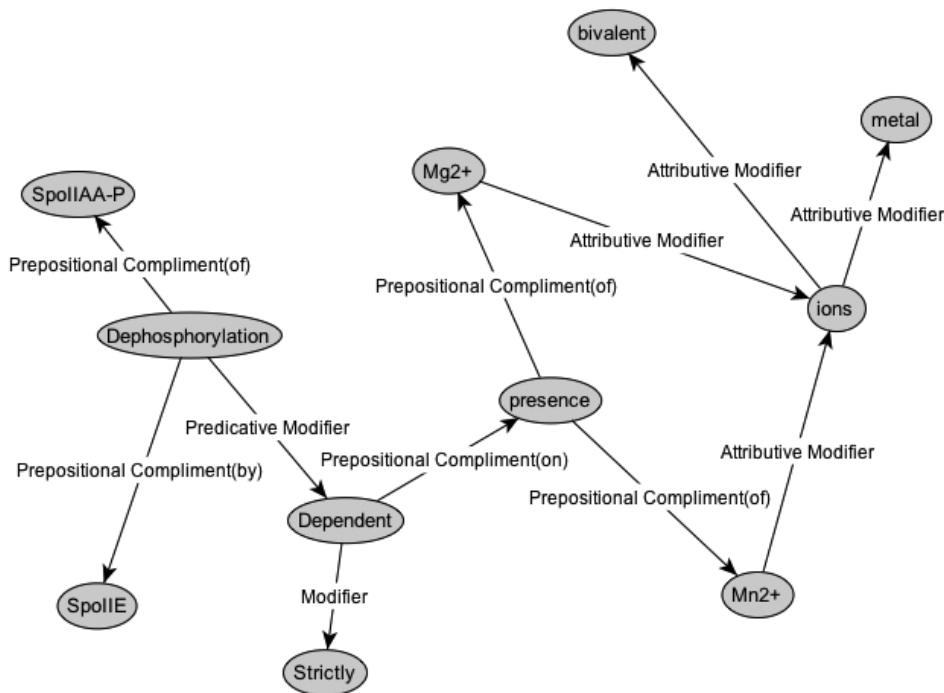 bivalent
metal
Mg2+
Attributive Modifier
SpoIIAA-P
Attributive Modifier
Attributive Modifier
Prepositional Compliment(of)
Prepositional Compliment(of)
ions
Dephosphorylation
presence
Predicative Modifier
Attributive Modifier
Prepositional Compliment(on)
Prepositional Compliment(by)
Prepositional Compliment(of)
Dependent
Mn2+
Modifier
SpoIIE
Strictly